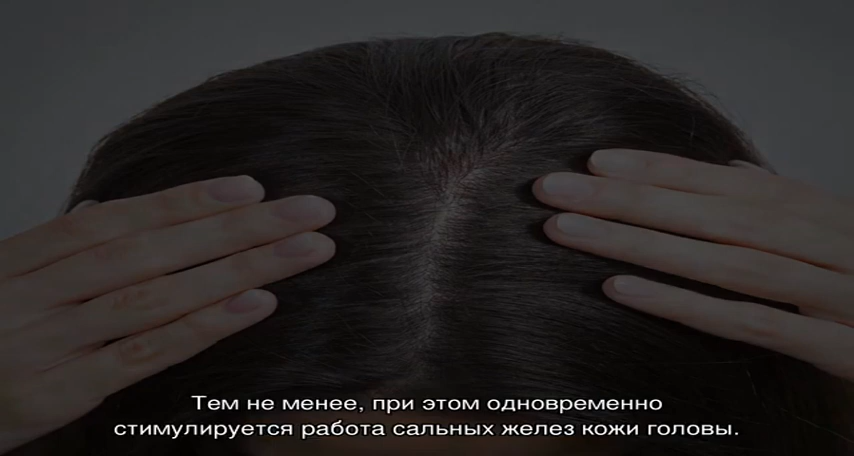 Тем не менее, при этом одновременно
стимулируется работа сальных желез кожи головы.